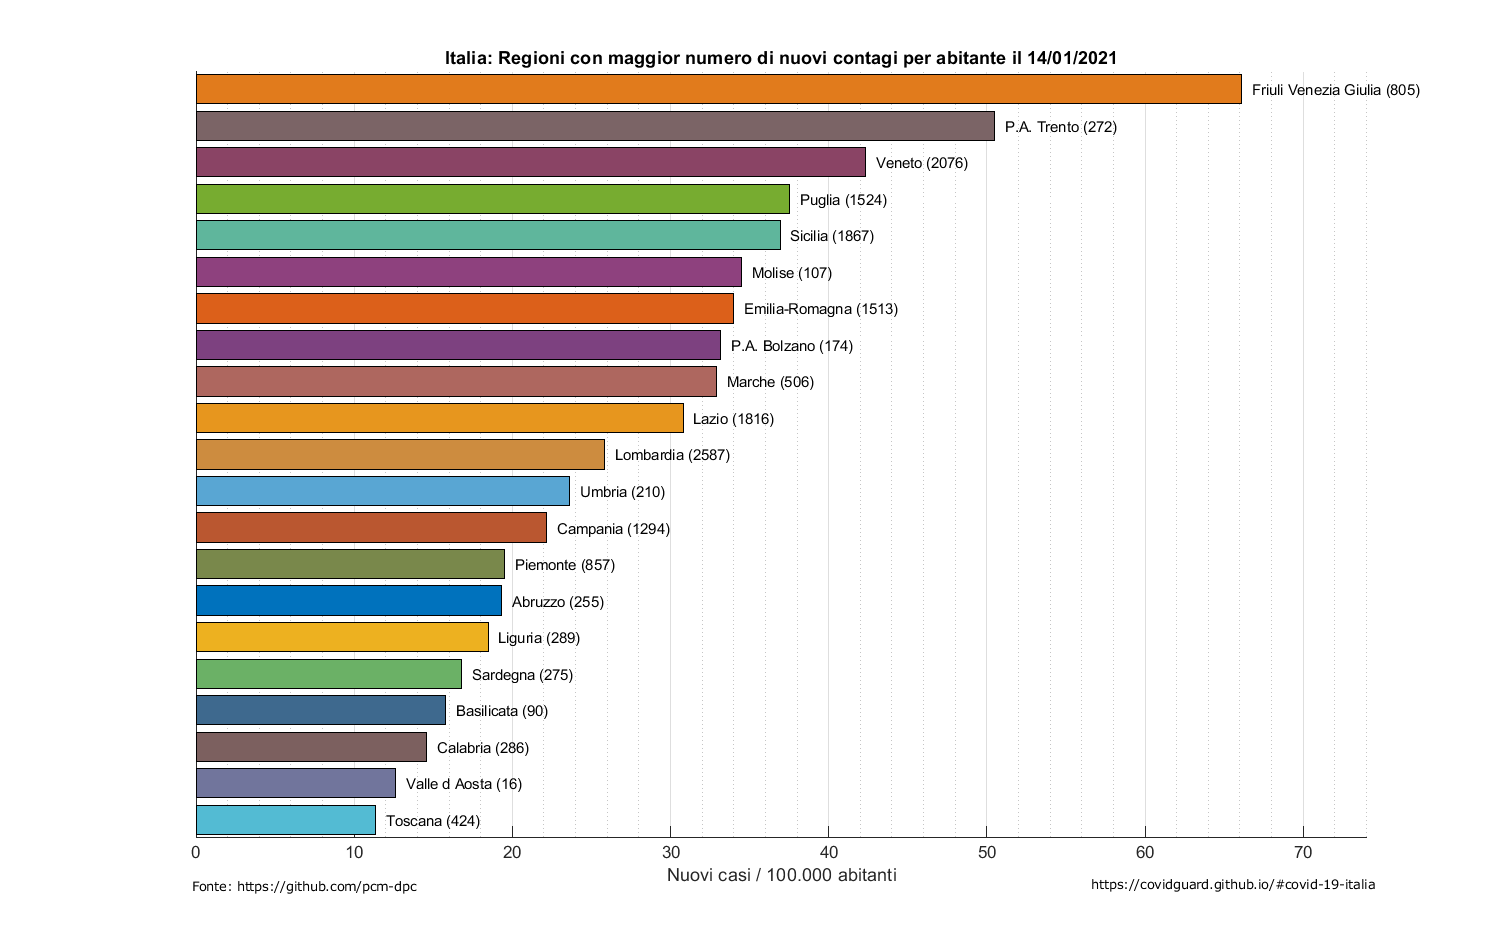 Italia: Regioni con maggior numero di nuovi contagi per abitante il 14/01/2021
Friuli Venezia Giulia (805)
P.A. Trento (272)
Veneto (2076)
Puglia (1524)
Sicilia (1867)
Molise (107)
Emilia-Romagna (1513)
P.A. Bolzano (174)
Marche (506)
Lazio (1816)
Lombardia (2587)
Umbria (210)
Campania (1294)
Piemonte (857)
Abruzzo (255)
Liguria (289)
Sardegna (275)
Basilicata (90)
Calabria (286)
Valle d Aosta (16)
Toscana (424)
0 10 20 30 40 50 60 70
Nuovi casi / 100.000 abitanti
Fonte: https://github.com/pcm-dpc
https://covidguard.github.io/#covid-19-italia